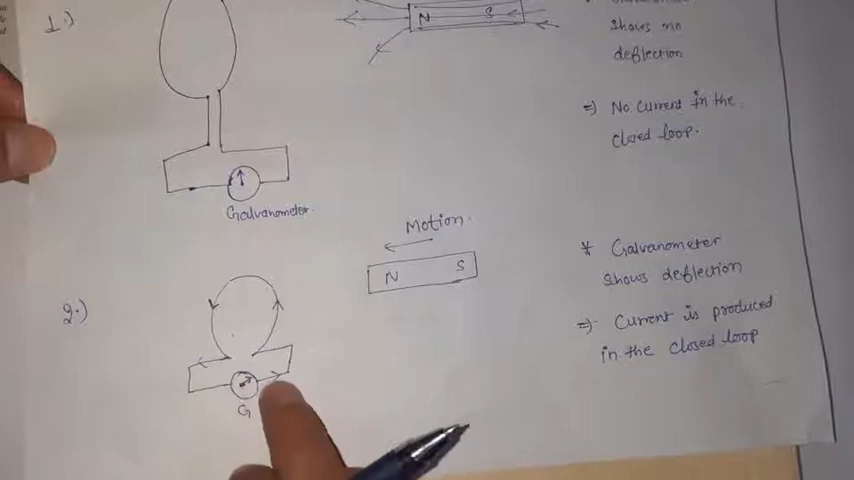 1.)
N S
shows no
deflection
⇒ No current in the
closed loop.
Galvanometer.
Motion.
2.)
N S
* Galvanometer
shows deflection
⇒ Current is produced
in the closed loop
G